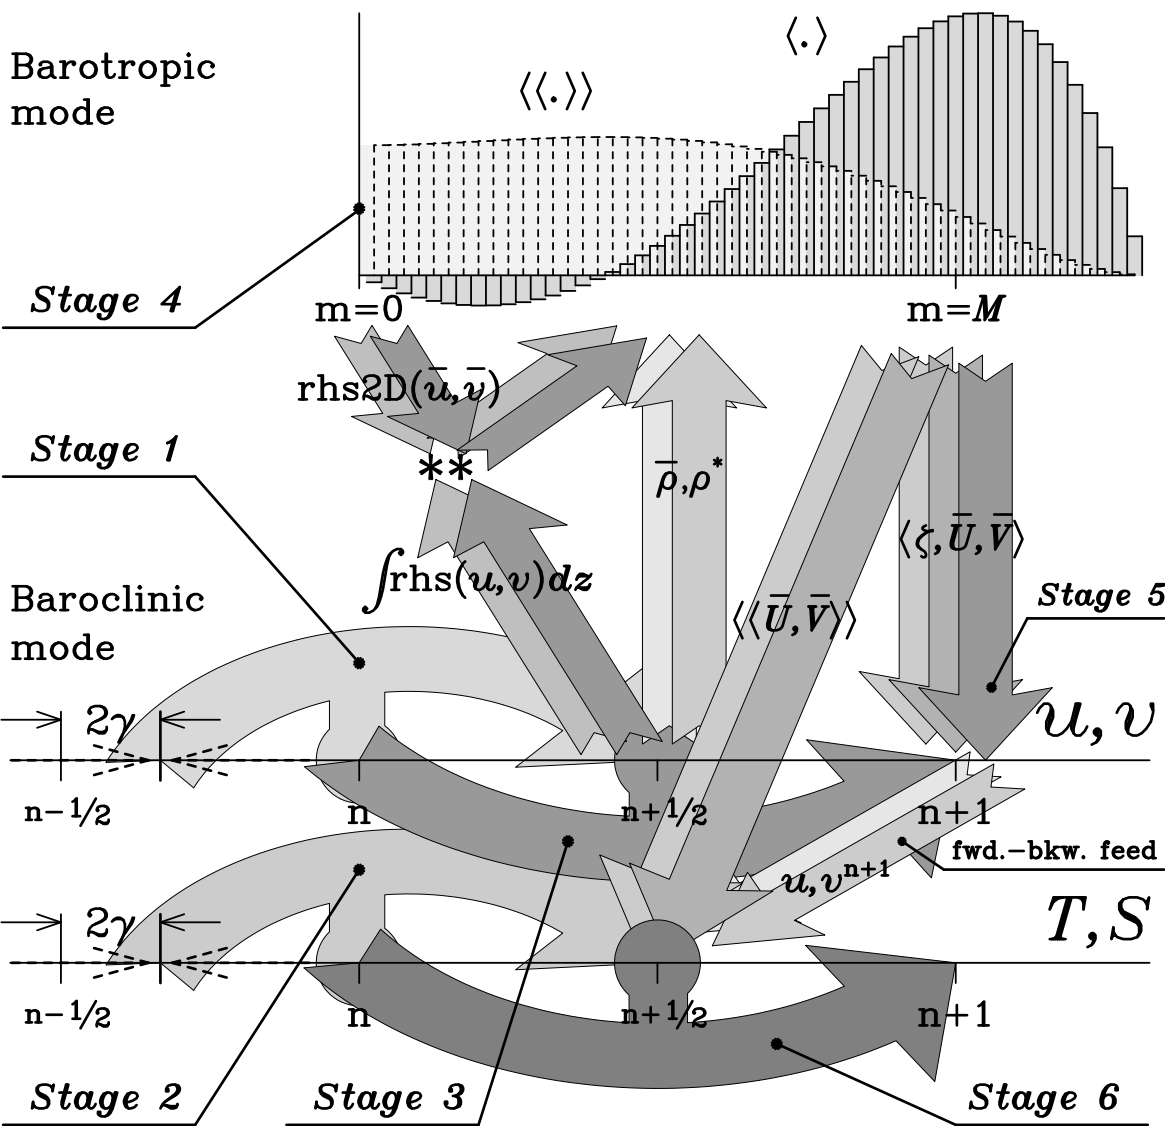 ⟨.⟩
Barotropic
mode
⟨⟨.⟩⟩
Stage 4
m=0
m=M
rhs2D(u̅,v̅)
Stage 1
**
ρ̅,ρ*
⟨ζ,U̅,V̅⟩
∫rhs(u,v)dz
Baroclinic
mode
⟨⟨U̅,V̅⟩⟩
Stage 5
2γ
u,v
n-1/2
n
n+1/2
n+1
fwd.-bkw. feed
u,vⁿ⁺¹
2γ
T,S
n-1/2
n
n+1/2
n+1
Stage 2
Stage 3
Stage 6